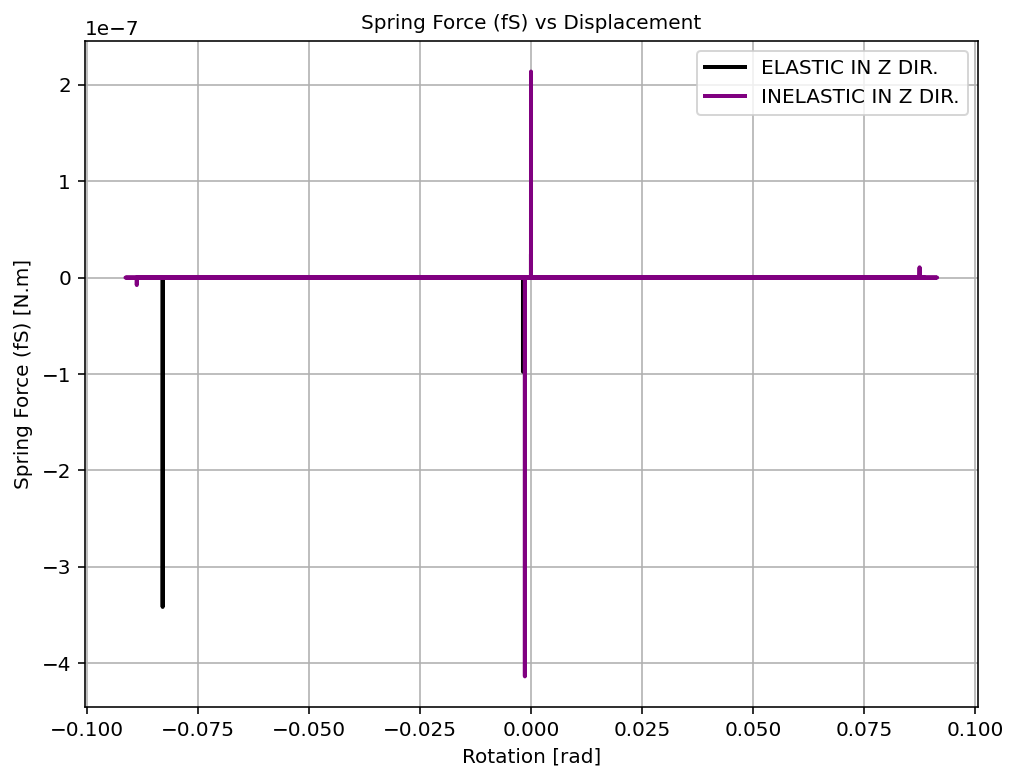 Spring Force (fS) vs Displacement
1e−7
ELASTIC IN Z DIR.
INELASTIC IN Z DIR.
2
1
0
−1
−2
−3
−4
Spring Force (fS) [N.m]
−0.100 −0.075 −0.050 −0.025 0.000 0.025 0.050 0.075 0.100
Rotation [rad]